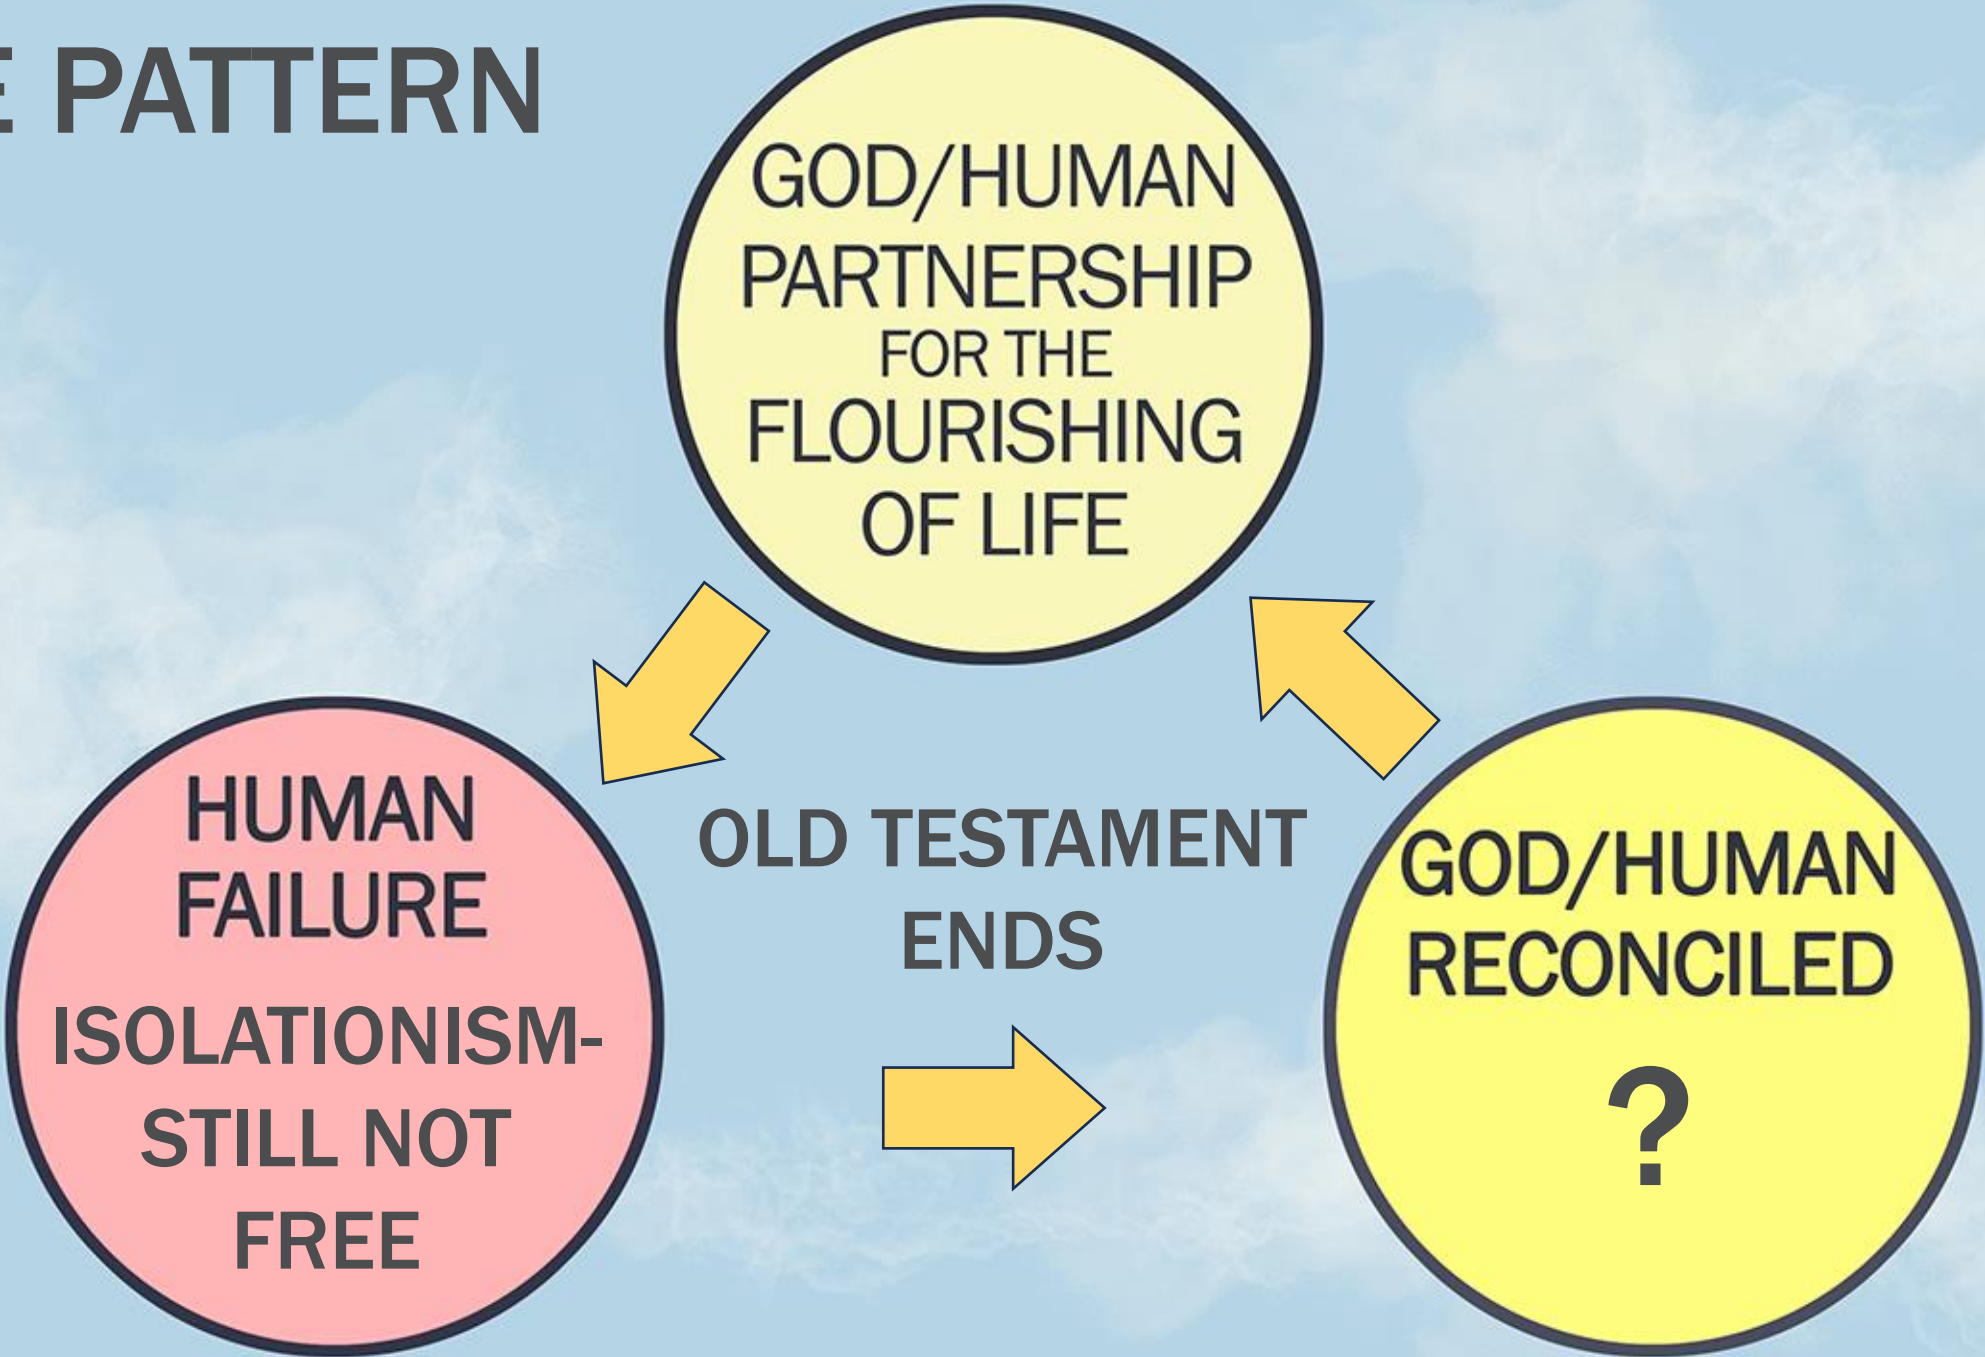 E PATTERN
GOD/HUMAN
PARTNERSHIP
FOR THE
FLOURISHING
OF LIFE
HUMAN
FAILURE
ISOLATIONISM-
STILL NOT
FREE
OLD TESTAMENT
ENDS
GOD/HUMAN
RECONCILED
?